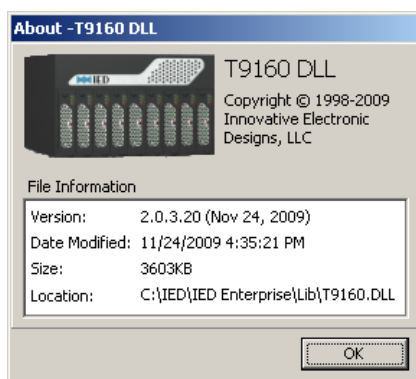 About -T9160 DLL
IED
T9160 DLL
Copyright © 1998-2009
Innovative Electronic
Designs, LLC
File Information
Version: 2.0.3.20 (Nov 24, 2009)
Date Modified: 11/24/2009 4:35:21 PM
Size: 3603KB
Location: C:\IED\IED Enterprise\Lib\T9160.DLL
OK